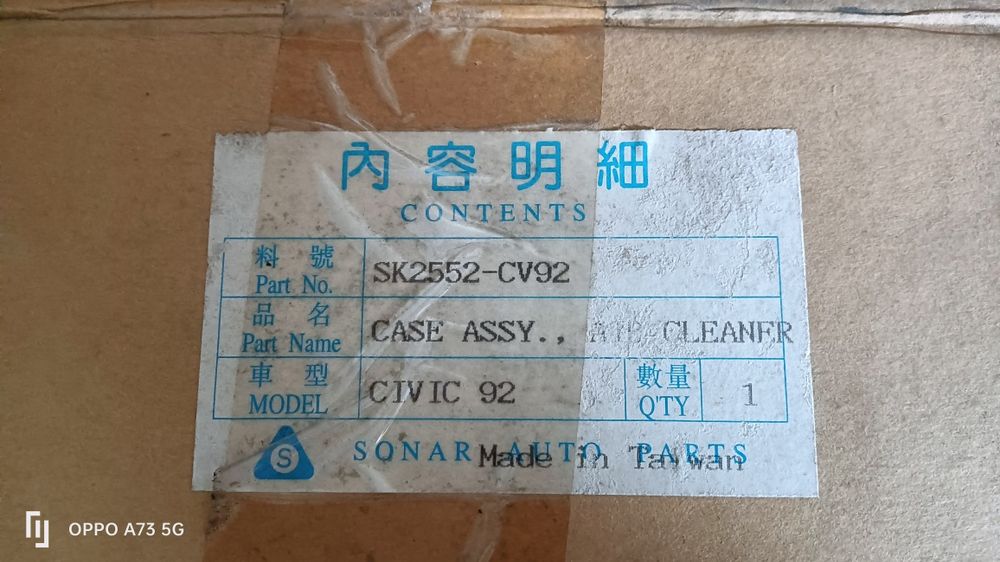 內容明細
CONTENTS
料號 SK2552-CV92
Part No.
品名 CASE ASSY., AIR CLEANER
Part Name
車型 CIVIC 92 數量 1
MODEL Q'TY
S SONAR AUTO PARTS
Made in Taiwan
OPPO A73 5G